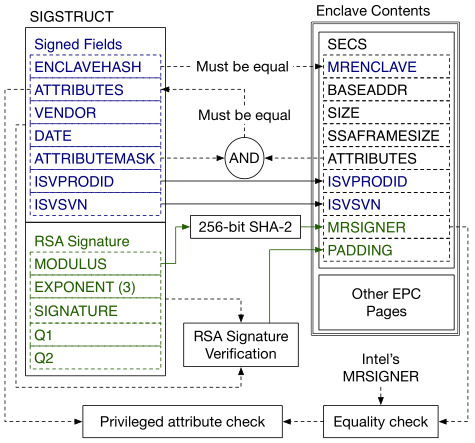 SIGSTRUCT
Signed Fields
ENCLAVEHASH
ATTRIBUTES
VENDOR
DATE
ATTRIBUTEMASK
ISVPRODID
ISVSVN
RSA Signature
MODULUS
EXPONENT (3)
SIGNATURE
Q1
Q2
Must be equal
Must be equal
AND
256-bit SHA-2
RSA Signature
Verification
Enclave Contents
SECS
MRENCLAVE
BASEADDR
SIZE
SSAFRAMESIZE
ATTRIBUTES
ISVPRODID
ISVSVN
MRSIGNER
PADDING
Other EPC
Pages
Intel's
MRSIGNER
Privileged attribute check
Equality check